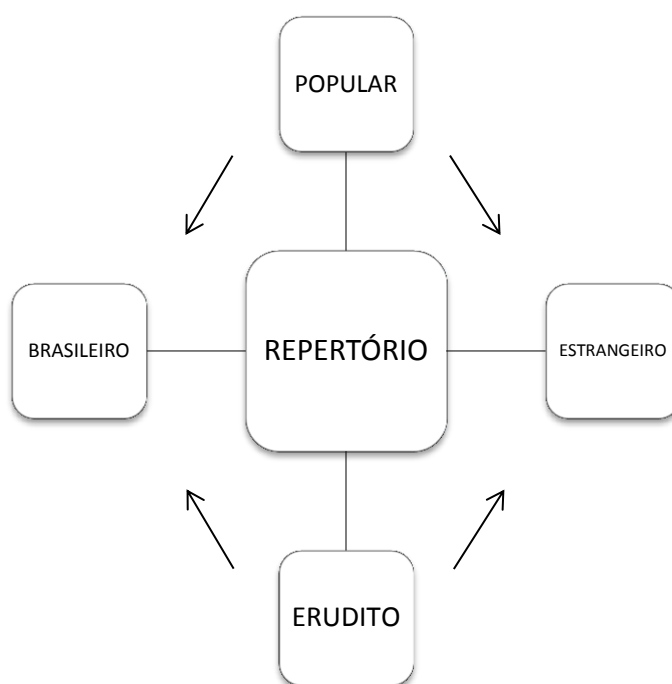 POPULAR
BRASILEIRO
REPERTÓRIO
ESTRANGEIRO
ERUDITO